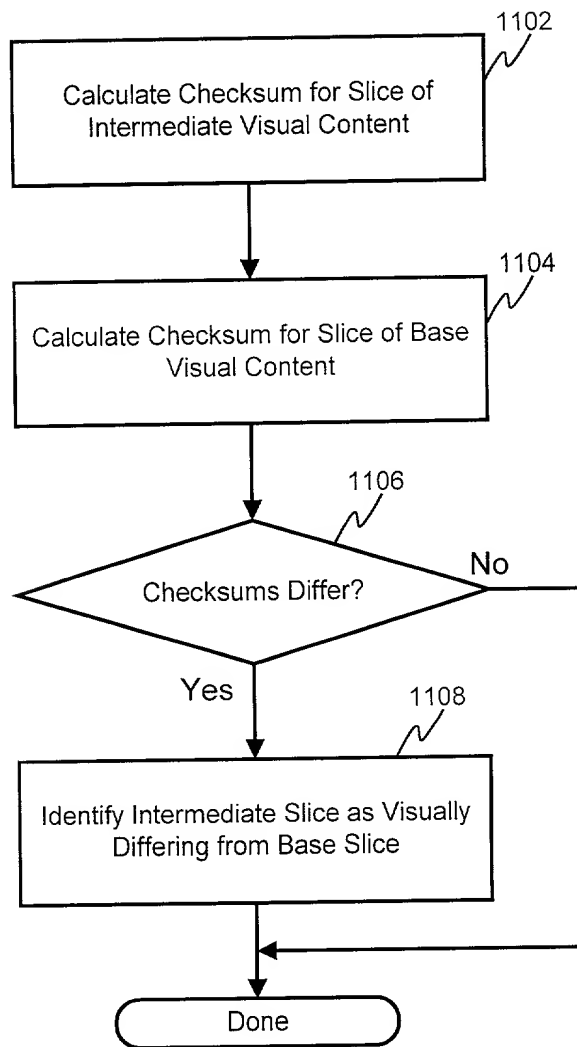 1102
Calculate Checksum for Slice of
Intermediate Visual Content
1104
Calculate Checksum for Slice of Base
Visual Content
1106
Checksums Differ?
No
Yes
1108
Identify Intermediate Slice as Visually
Differing from Base Slice
Done